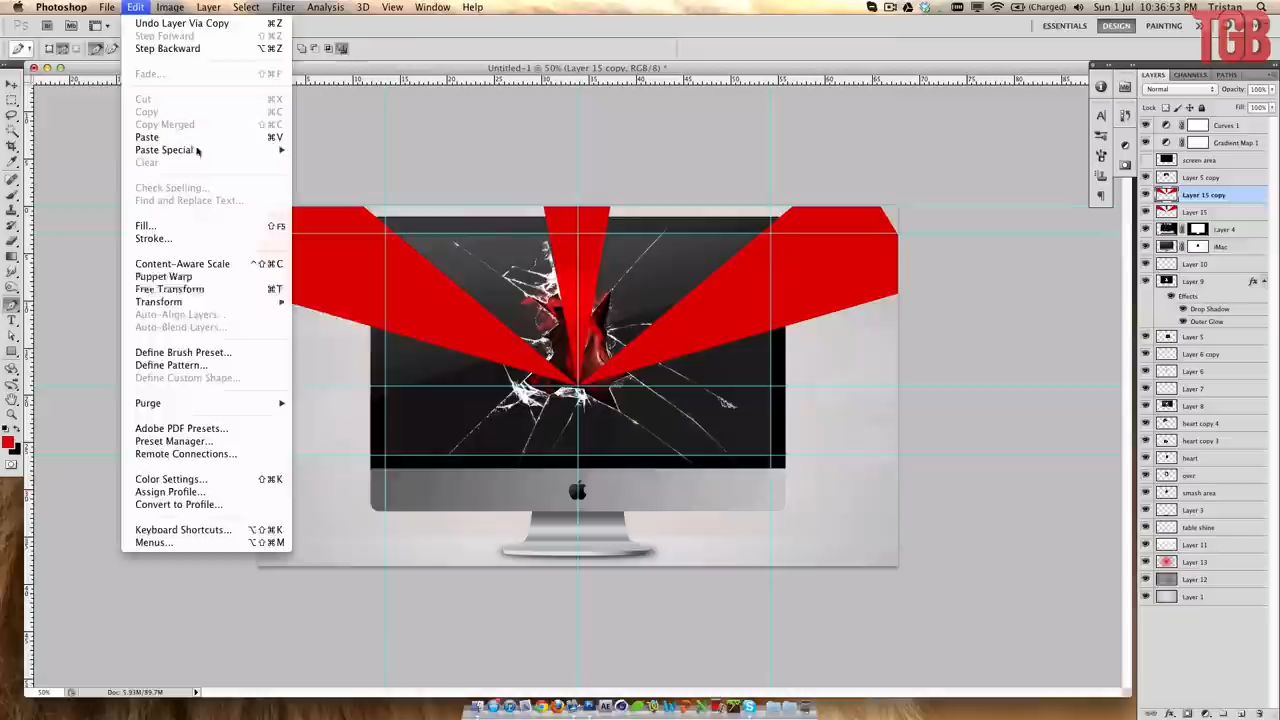 Photoshop File Edit Image Layer Select Filter Analysis 3D View Window Help
(Charged) Sun 1 Jul 10:36:53 PM Tristan
ESSENTIALS DESIGN PAINTING
TGB
Undo Layer Via Copy ⌘Z
Step Forward ⇧⌘Z
Step Backward ⌥⌘Z
Fade... ⇧⌘F
Cut ⌘X
Copy ⌘C
Copy Merged ⇧⌘C
Paste ⌘V
Paste Special
Clear
Check Spelling...
Find and Replace Text...
Fill... ⇧F5
Stroke...
Content-Aware Scale ⌃⇧⌘C
Puppet Warp
Free Transform ⌘T
Transform
Auto-Align Layers...
Auto-Blend Layers...
Define Brush Preset...
Define Pattern...
Define Custom Shape...
Purge
Adobe PDF Presets...
Preset Manager...
Remote Connections...
Color Settings... ⇧⌘K
Assign Profile...
Convert to Profile...
Keyboard Shortcuts... ⌥⇧⌘K
Menus... ⌥⇧⌘M
Untitled-1 @ 50% (Layer 15 copy, RGB/8) *
LAYERS CHANNELS PATHS
Normal Opacity: 100%
Lock: Fill: 100%
Curves 1
Gradient Map 1
screen area
Layer 5 copy
Layer 15 copy
Layer 15
Layer 4
iMac
Layer 10
Layer 9 fx
Effects
Drop Shadow
Outer Glow
Layer 5
Layer 6 copy
Layer 6
Layer 7
Layer 8
heart copy 4
heart copy 3
heart
over
smash area
Layer 3
table shine
Layer 11
Layer 13
Layer 12
Layer 1
50% Doc: 5.93M/89.7M